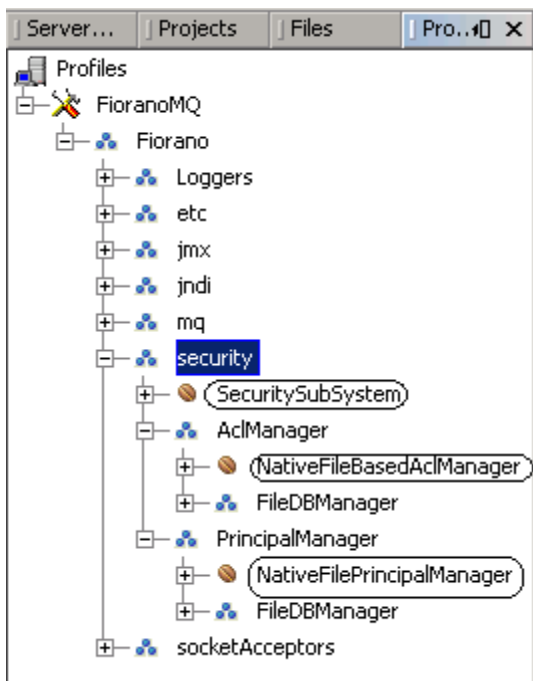 Server... Projects Files Pro..
Profiles
FioranoMQ
Fiorano
Loggers
etc
jmx
jndi
mq
security
SecuritySubSystem
AclManager
NativeFileBasedAclManager
FileDBManager
PrincipalManager
NativeFilePrincipalManager
FileDBManager
socketAcceptors